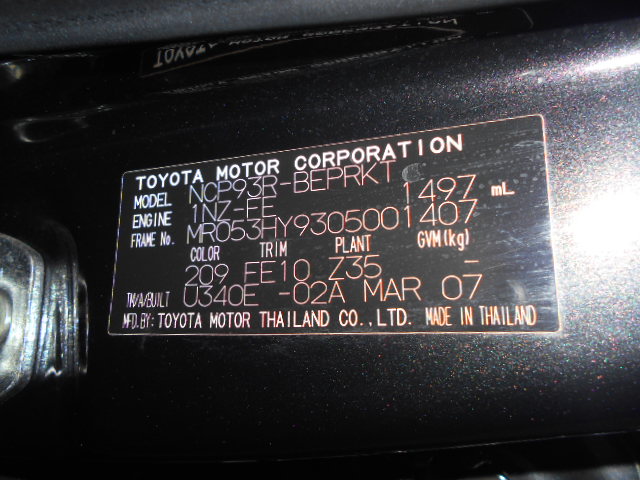 TOYOTA MOTOR CORPORATION
MODEL NCP93R-BEPRKT
ENGINE 1NZ-FE 1497 mL
FRAME No. MR053HY9305001407
COLOR TRIM PLANT GVM(kg)
209 FE10 Z35 -
TM/A/BUILT U340E -02A MAR 07
MFD.BY: TOYOTA MOTOR THAILAND CO.,LTD. MADE IN THAILAND